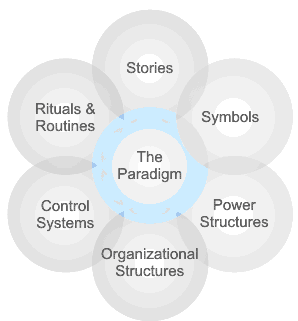 Stories
Rituals &
Routines
Symbols
The
Paradigm
Control
Systems
Power
Structures
Organizational
Structures